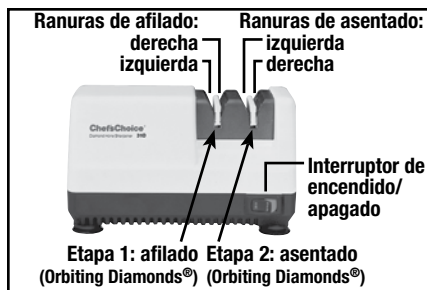 Ranuras de afilado:
derecha
izquierda
Ranuras de asentado:
izquierda
derecha
Chef'sChoice®
310
Interruptor de
encendido/
apagado
Etapa 1: afilado
(Orbiting Diamonds®)
Etapa 2: asentado
(Orbiting Diamonds®)